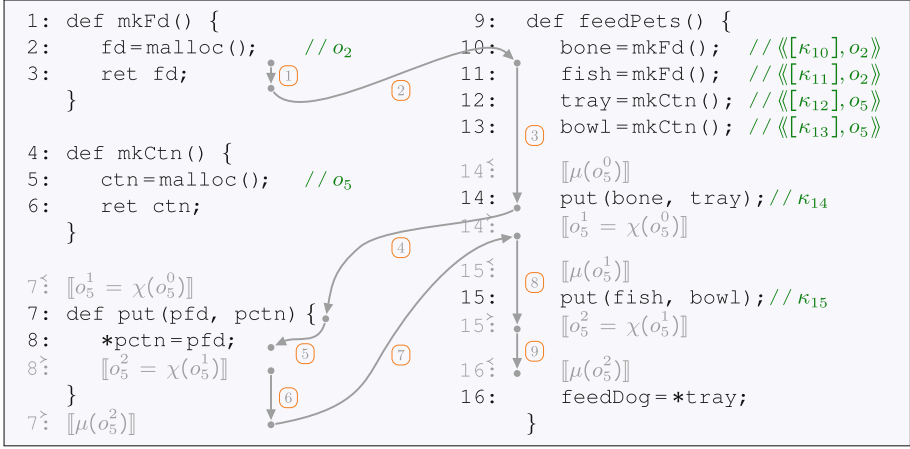 1: def mkFd() {
2: fd=malloc(); //o₂
3: ret fd;
}
4: def mkCtn() {
5: ctn=malloc(); //o₅
6: ret ctn;
}
7⋮≺ ⟦o₅¹ = χ(o₅⁰)⟧
7: def put(pfd, pctn) {
8: *pctn=pfd;
8⋮≻ ⟦o₅² = χ(o₅¹)⟧
}
7⋮≻ ⟦μ(o₅²)⟧
9: def feedPets() {
10: bone=mkFd(); //⟪[κ₁₀],o₂⟫
11: fish=mkFd(); //⟪[κ₁₁],o₂⟫
12: tray=mkCtn(); //⟪[κ₁₂],o₅⟫
13: bowl=mkCtn(); //⟪[κ₁₃],o₅⟫
14⋮≺ ⟦μ(o₅⁰)⟧
14: put(bone, tray);//κ₁₄
14⋮≻ ⟦o₅¹ = χ(o₅⁰)⟧
15⋮≺ ⟦μ(o₅¹)⟧
15: put(fish, bowl);//κ₁₅
15⋮≻ ⟦o₅² = χ(o₅¹)⟧
16⋮≺ ⟦μ(o₅²)⟧
16: feedDog=*tray;
}
1
2
3
4
5
6
7
8
9